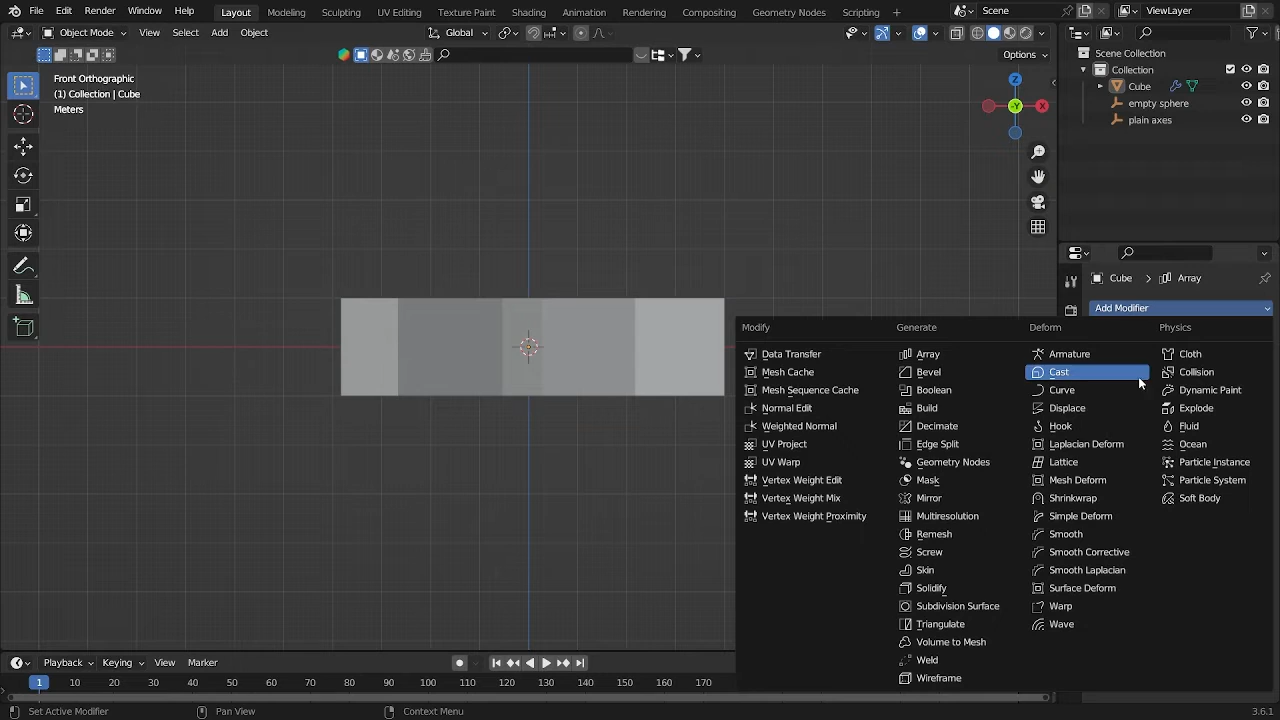 File Edit Render Window Help Layout Modeling Sculpting UV Editing Texture Paint Shading Animation Rendering Compositing Geometry Nodes Scripting Scene ViewLayer
Object Mode View Select Add Object Global
Options
Front Orthographic
(1) Collection | Cube
Meters
Z
-Y
X
Scene Collection
Collection
Cube
empty sphere
plain axes
Cube > Array
Add Modifier
Modify
Data Transfer
Mesh Cache
Mesh Sequence Cache
Normal Edit
Weighted Normal
UV Project
UV Warp
Vertex Weight Edit
Vertex Weight Mix
Vertex Weight Proximity
Generate
Array
Bevel
Boolean
Build
Decimate
Edge Split
Geometry Nodes
Mask
Mirror
Multiresolution
Remesh
Screw
Skin
Solidify
Subdivision Surface
Triangulate
Volume to Mesh
Weld
Wireframe
Deform
Armature
Cast
Curve
Displace
Hook
Laplacian Deform
Lattice
Mesh Deform
Shrinkwrap
Simple Deform
Smooth
Smooth Corrective
Smooth Laplacian
Surface Deform
Warp
Wave
Physics
Cloth
Collision
Dynamic Paint
Explode
Fluid
Ocean
Particle Instance
Particle System
Soft Body
Playback Keying View Marker
1 10 20 30 40 50 60 70 80 90 100 110 120 130 140 150 160 170
Set Active Modifier Pan View Context Menu 3.6.1